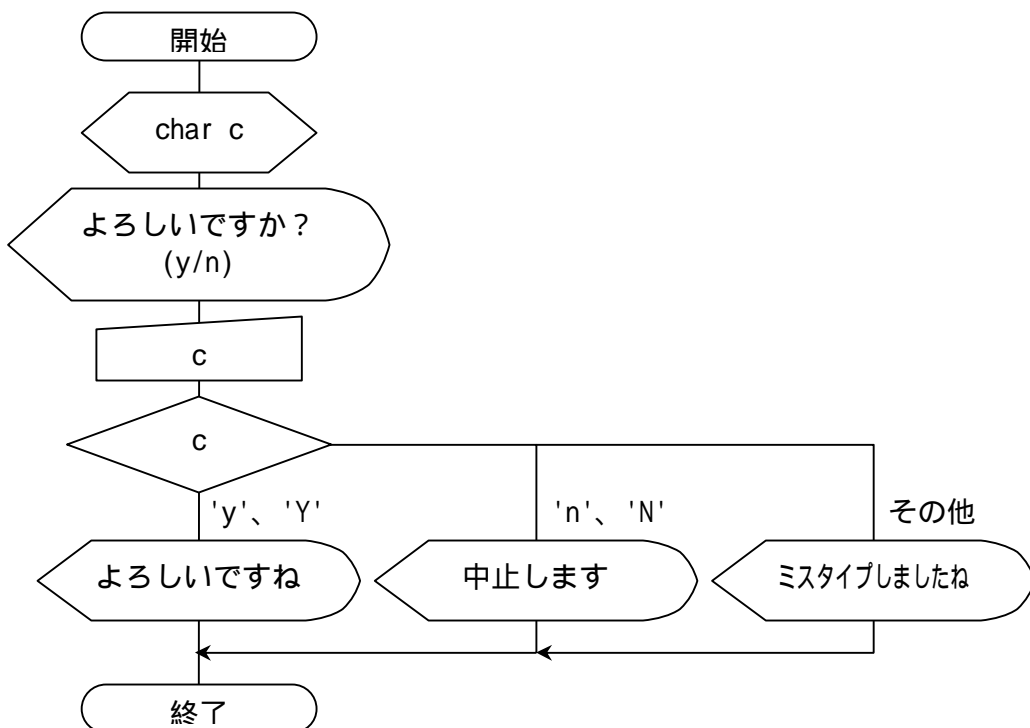 開始
char c
よろしいですか？
(y/n)
c
c
'y'、'Y'
'n'、'N'
その他
よろしいですね
中止します
ミスタイプしましたね
終了